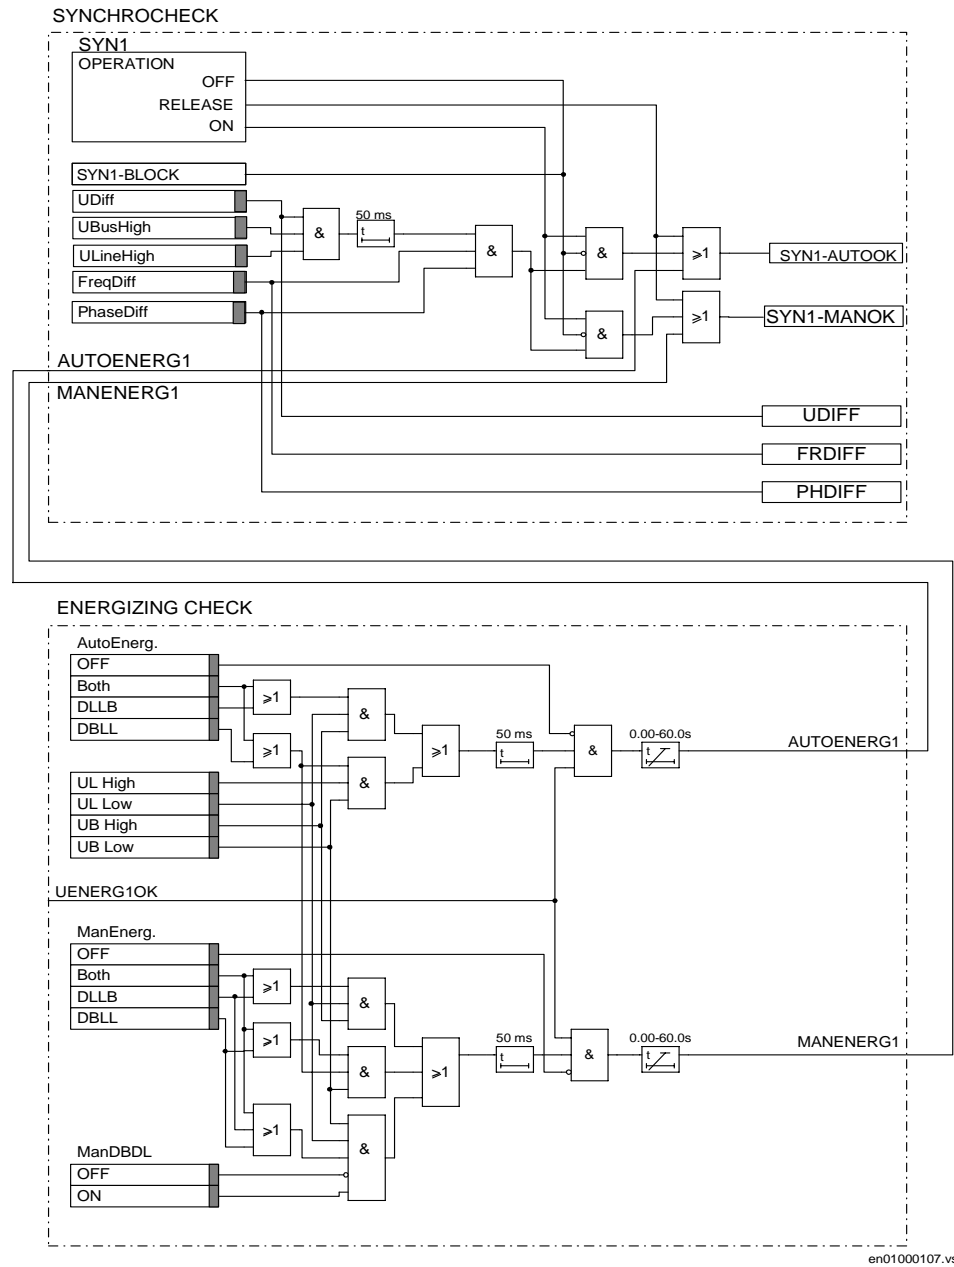 SYNCHROCHECK
SYN1
OPERATION
OFF
RELEASE
ON
SYN1-BLOCK
UDiff
UBusHigh
ULineHigh
FreqDiff
PhaseDiff
&
50 ms
t
&
&
&
≥1
≥1
SYN1-AUTOOK
SYN1-MANOK
AUTOENERG1
MANENERG1
UDIFF
FRDIFF
PHDIFF
ENERGIZING CHECK
AutoEnerg.
OFF
Both
DLLB
DBLL
≥1
≥1
&
&
≥1
50 ms
t
&
0.00-60.0s
t
AUTOENERG1
UL High
UL Low
UB High
UB Low
UENERG1OK
ManEnerg.
OFF
Both
DLLB
DBLL
≥1
≥1
≥1
&
&
&
≥1
50 ms
t
&
0.00-60.0s
t
MANENERG1
ManDBDL
OFF
ON
en01000107.vs